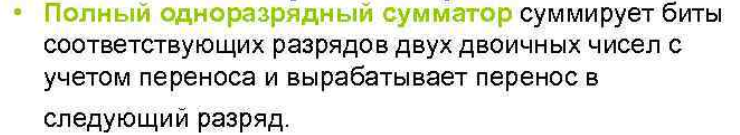 • Полный одноразрядный сумматор суммирует биты
соответствующих разрядов двух двоичных чисел с
учетом переноса и вырабатывает перенос в
следующий разряд.